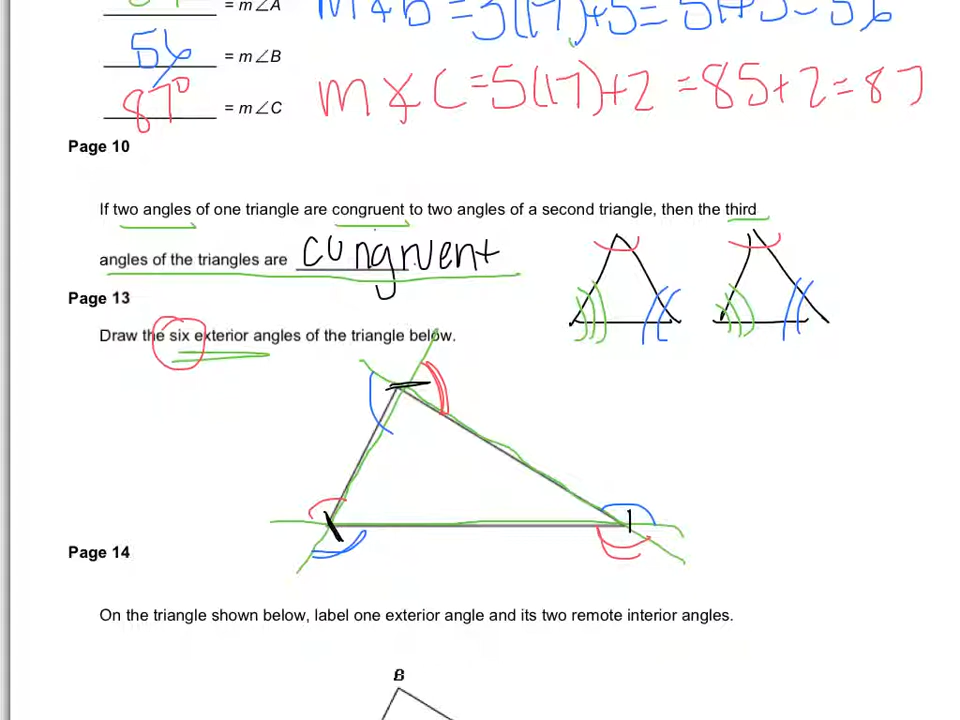 = m∠A
m∠B = 3(17)+5 = 51+5 = 56
56 = m∠B
87° = m∠C m∠C = 5(17)+2 = 85+2 = 87
Page 10
If two angles of one triangle are congruent to two angles of a second triangle, then the third
angles of the triangles are congruent
Page 13
Draw the six exterior angles of the triangle below.
Page 14
On the triangle shown below, label one exterior angle and its two remote interior angles.
B